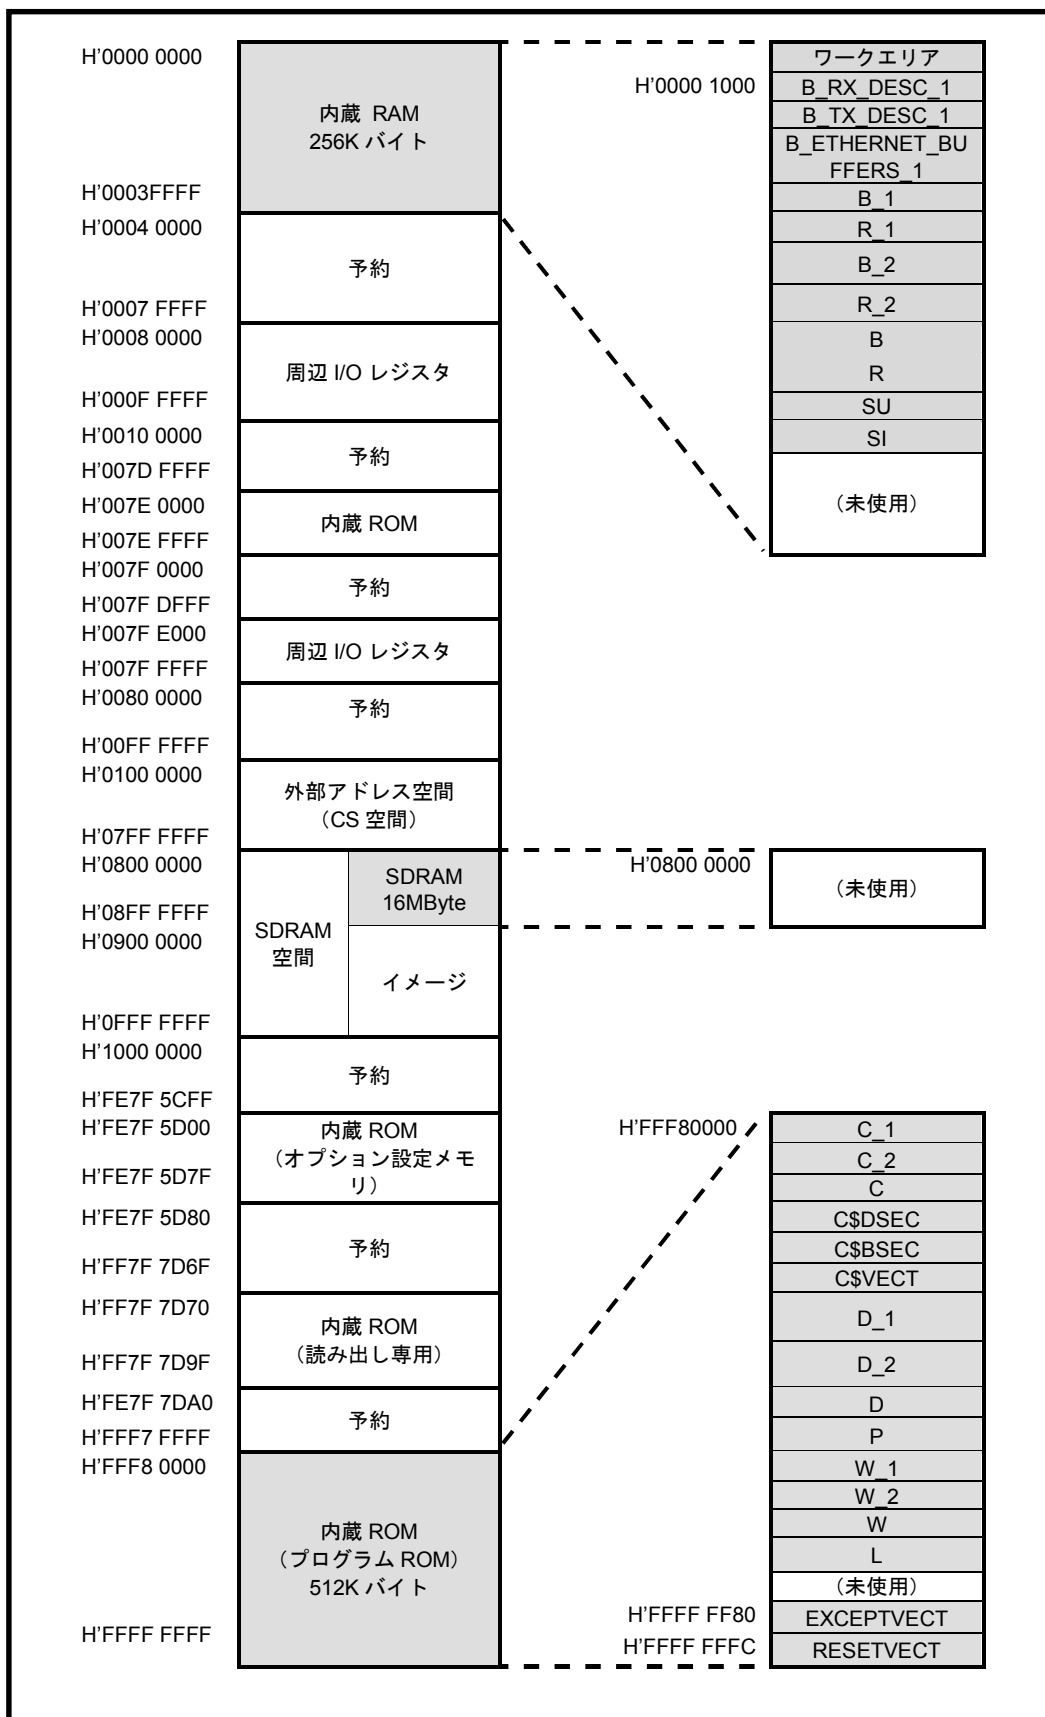 H'0000 0000
内蔵 RAM
256K バイト
H'0003FFFF
H'0004 0000
予約
H'0007 FFFF
H'0008 0000
周辺 I/O レジスタ
H'000F FFFF
H'0010 0000
予約
H'007D FFFF
H'007E 0000
内蔵 ROM
H'007E FFFF
H'007F 0000
予約
H'007F DFFF
H'007F E000
周辺 I/O レジスタ
H'007F FFFF
H'0080 0000
予約
H'00FF FFFF
H'0100 0000
外部アドレス空間
（CS 空間）
H'07FF FFFF
H'0800 0000
SDRAM
16MByte
H'08FF FFFF
H'0900 0000
SDRAM
空間
イメージ
H'0FFF FFFF
H'1000 0000
予約
H'FE7F 5CFF
H'FE7F 5D00
内蔵 ROM
（オプション設定メモ
リ）
H'FE7F 5D7F
H'FE7F 5D80
予約
H'FF7F 7D6F
H'FF7F 7D70
内蔵 ROM
（読み出し専用）
H'FF7F 7D9F
H'FE7F 7DA0
予約
H'FFF7 FFFF
H'FFF8 0000
内蔵 ROM
（プログラム ROM）
512K バイト
H'FFFF FFFF
ワークエリア
H'0000 1000
B_RX_DESC_1
B_TX_DESC_1
B_ETHERNET_BU
FFERS_1
B_1
R_1
B_2
R_2
B
R
SU
SI
（未使用）
H'0800 0000
（未使用）
H'FFF80000
C_1
C_2
C
C$DSEC
C$BSEC
C$VECT
D_1
D_2
D
P
W_1
W_2
W
L
（未使用）
H'FFFF FF80
EXCEPTVECT
H'FFFF FFFC
RESETVECT